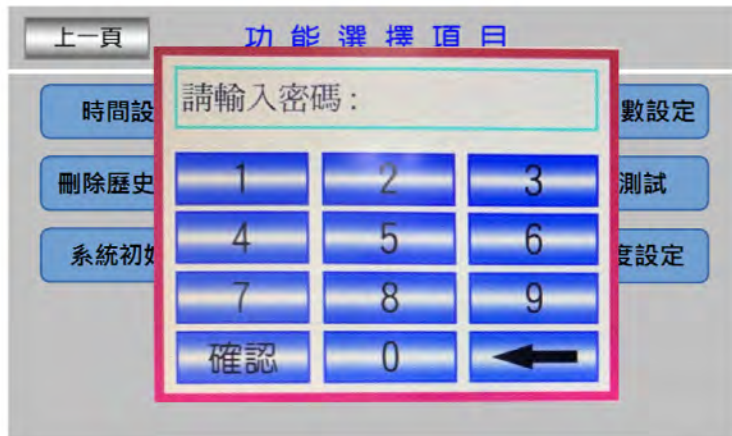 上一頁
功能選擇項目
請輸入密碼：
時間設
數設定
1 2 3
刪除歷史
測試
4 5 6
系統初始
度設定
7 8 9
確認 0